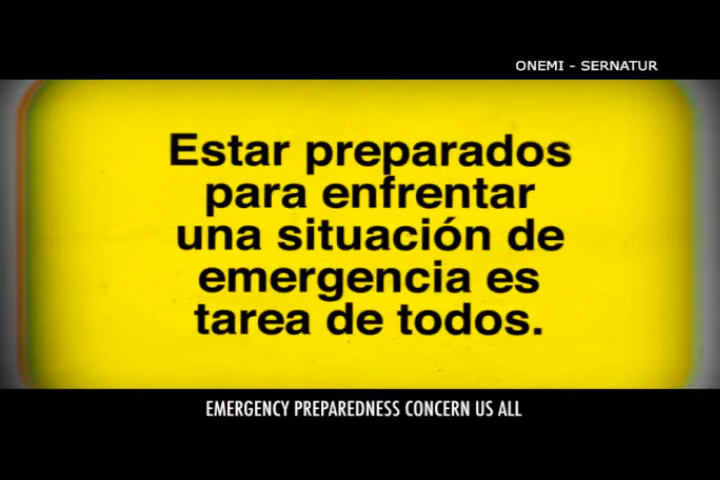 ONEMI - SERNATUR
Estar preparados
para enfrentar
una situación de
emergencia es
tarea de todos.
EMERGENCY PREPAREDNESS CONCERN US ALL